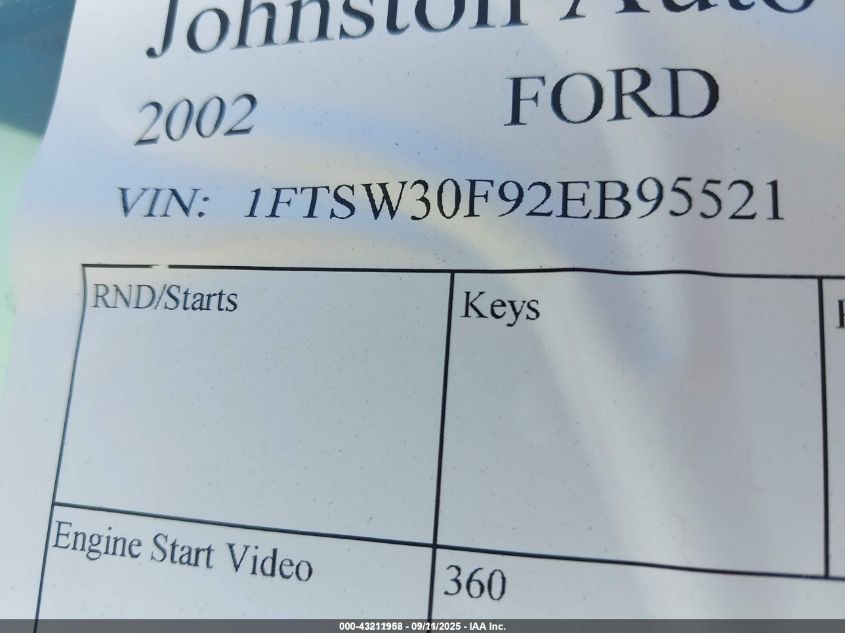 Johnston Auto
2002 FORD
VIN: 1FTSW30F92EB95521
RND/Starts Keys
Engine Start Video 360
000-43211958 - 09/11/2025 - IAA Inc.